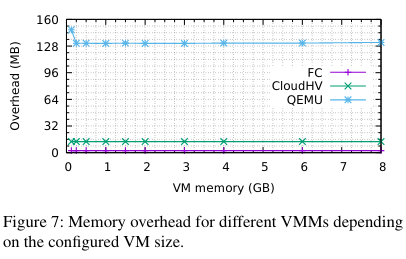 160
128
96
64
32
0
Overhead (MB)
FC
CloudHV
QEMU
0 1 2 3 4 5 6 7 8
VM memory (GB)
Figure 7: Memory overhead for different VMMs depending
on the configured VM size.